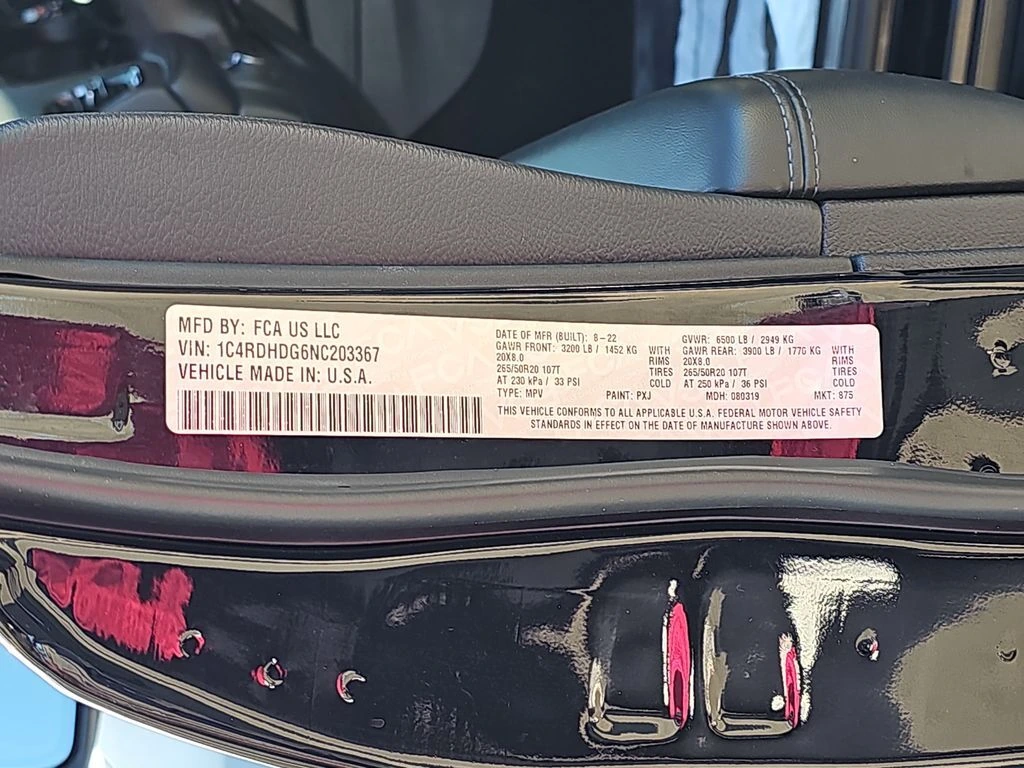 MFD BY: FCA US LLC
VIN: 1C4RDHDG6NC203367
VEHICLE MADE IN: U.S.A.
DATE OF MFR (BUILT): 8-22 GVWR: 6500 LB / 2949 KG
GAWR FRONT: 3200 LB / 1452 KG WITH GAWR REAR: 3900 LB / 1770 KG WITH
20X8.0 RIMS 20X8.0 RIMS
265/50R20 107T TIRES 265/50R20 107T TIRES
AT 230 kPa / 33 PSI COLD AT 250 kPa / 36 PSI COLD
TYPE: MPV PAINT: PXJ MDH: 080319 MKT: 875
THIS VEHICLE CONFORMS TO ALL APPLICABLE U.S.A. FEDERAL MOTOR VEHICLE SAFETY
STANDARDS IN EFFECT ON THE DATE OF MANUFACTURE SHOWN ABOVE.